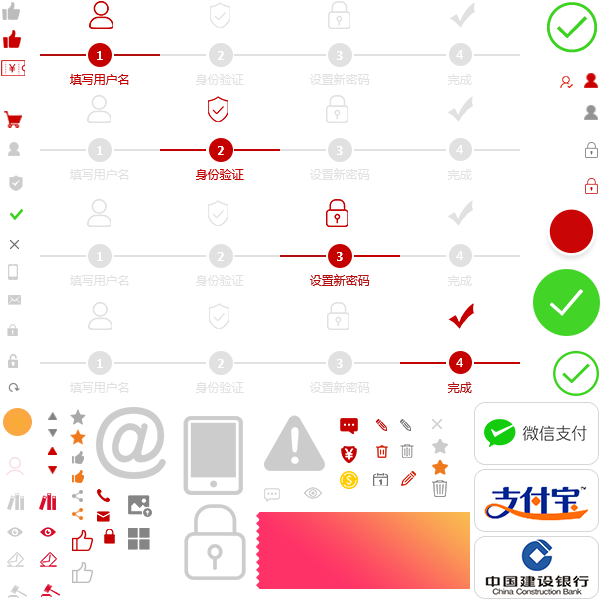 1 2 3 4
填写用户名 身份验证 设置新密码 完成
1 2 3 4
填写用户名 身份验证 设置新密码 完成
1 2 3 4
填写用户名 身份验证 设置新密码 完成
1 2 3 4
填写用户名 身份验证 设置新密码 完成
微信支付
支付宝™
中国建设银行
China Construction Bank